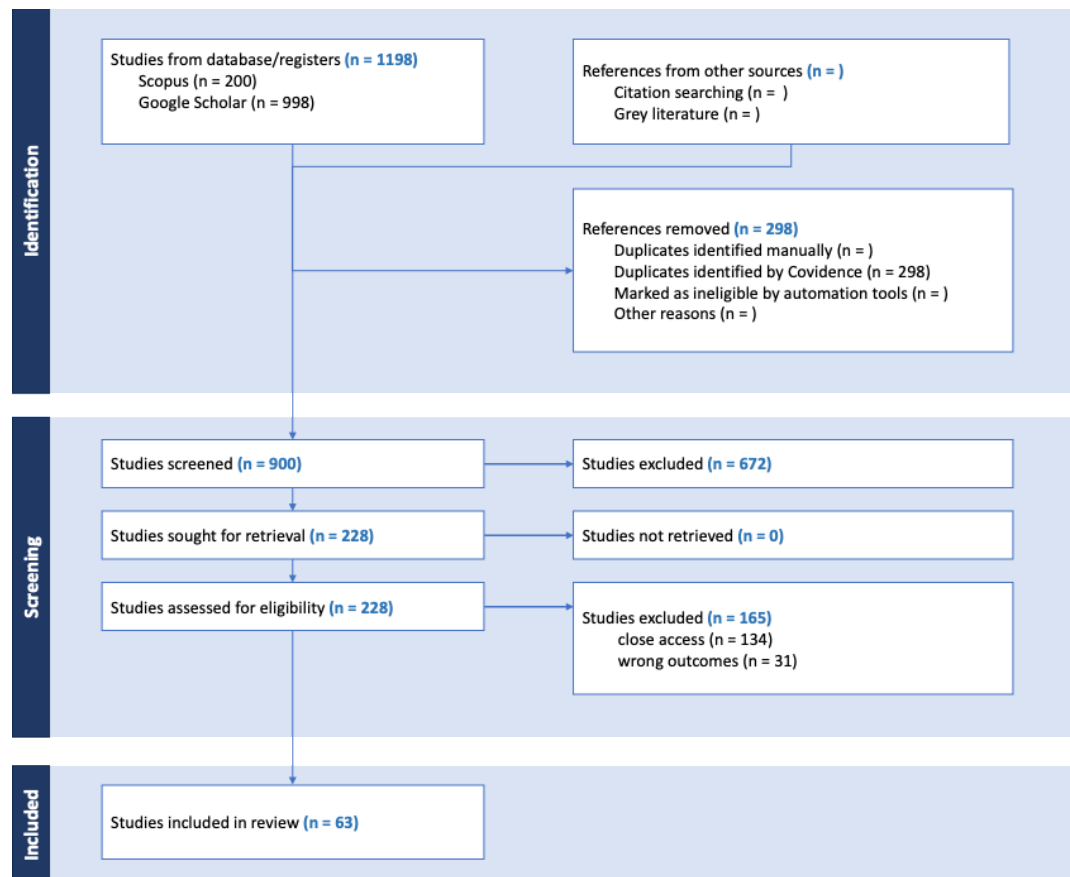 Identification
Studies from database/registers (n = 1198)
Scopus (n = 200)
Google Scholar (n = 998)
References from other sources (n = )
Citation searching (n = )
Grey literature (n = )
References removed (n = 298)
Duplicates identified manually (n = )
Duplicates identified by Covidence (n = 298)
Marked as ineligible by automation tools (n = )
Other reasons (n = )
Screening
Studies screened (n = 900)
Studies excluded (n = 672)
Studies sought for retrieval (n = 228)
Studies not retrieved (n = 0)
Studies assessed for eligibility (n = 228)
Studies excluded (n = 165)
close access (n = 134)
wrong outcomes (n = 31)
Included
Studies included in review (n = 63)